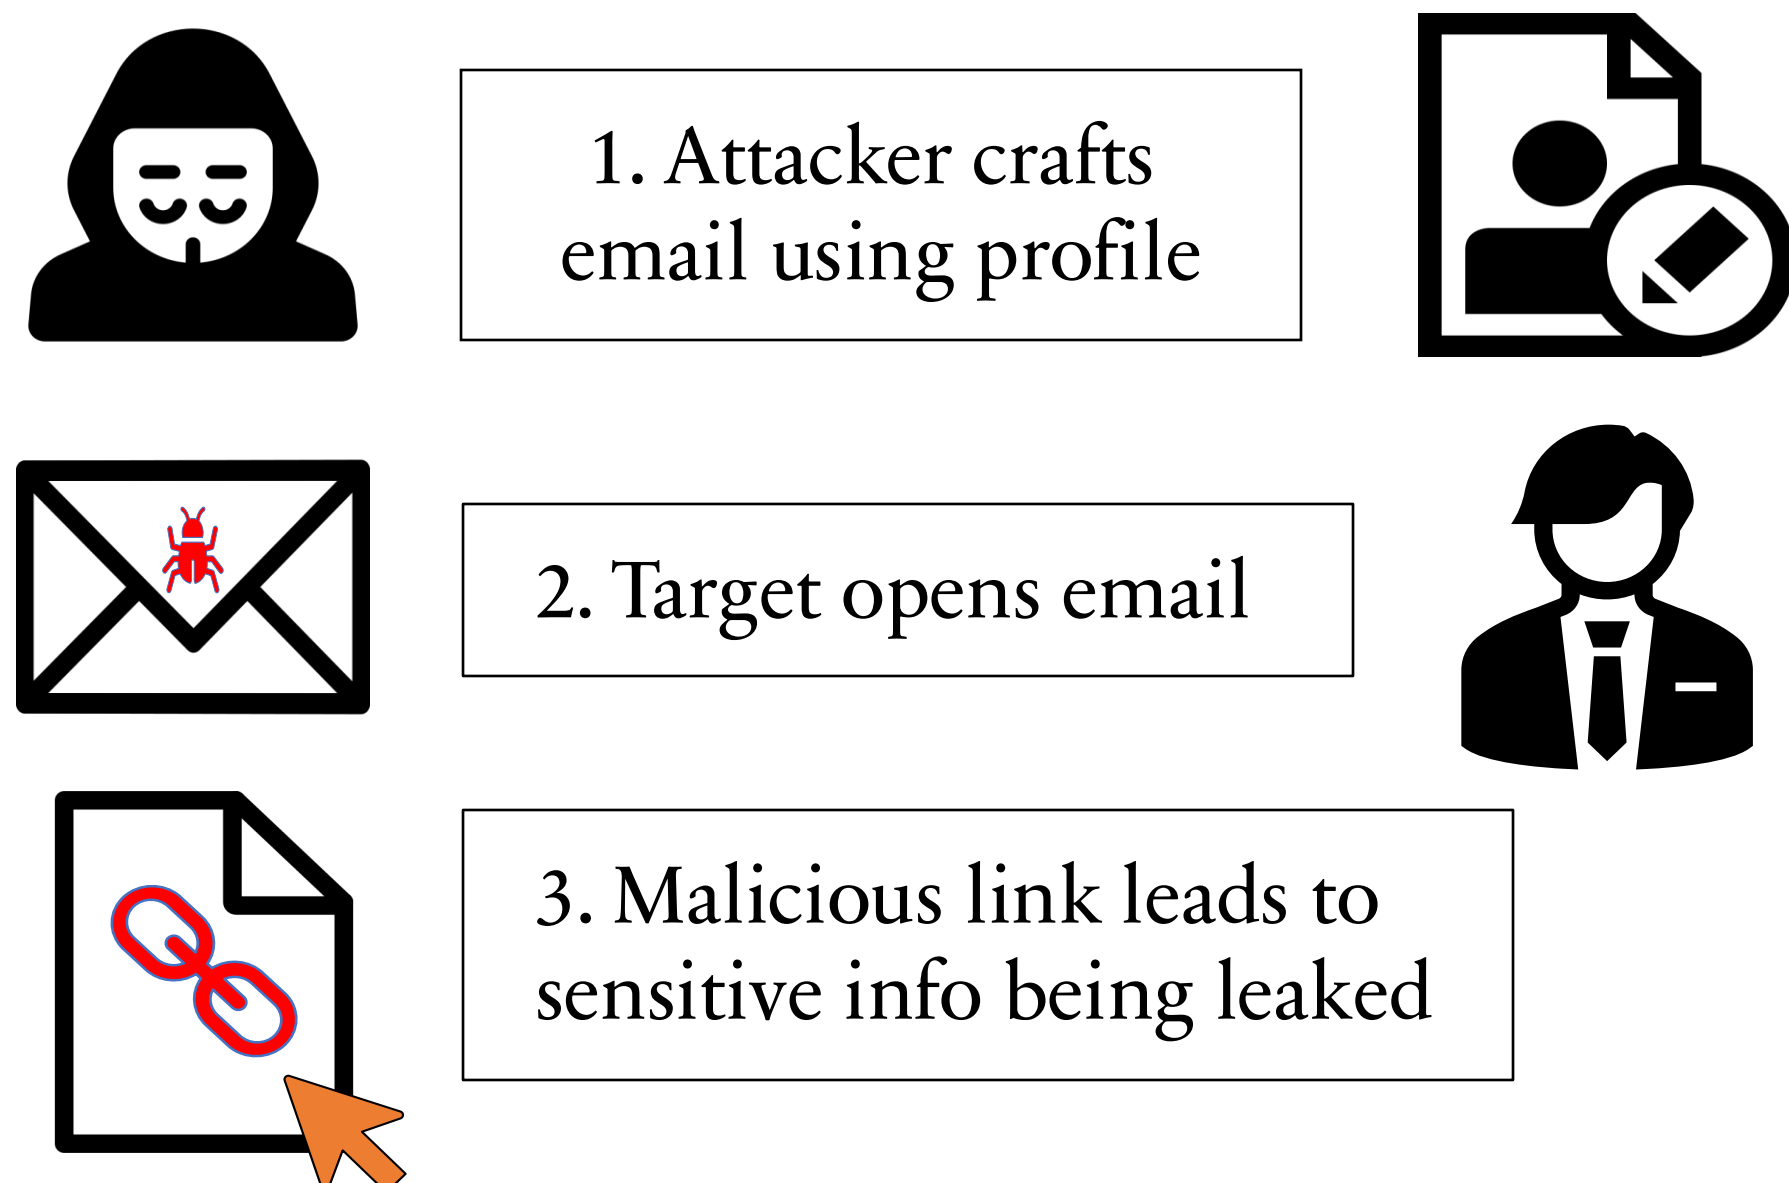 1. Attacker crafts
email using profile
2. Target opens email
3. Malicious link leads to
sensitive info being leaked